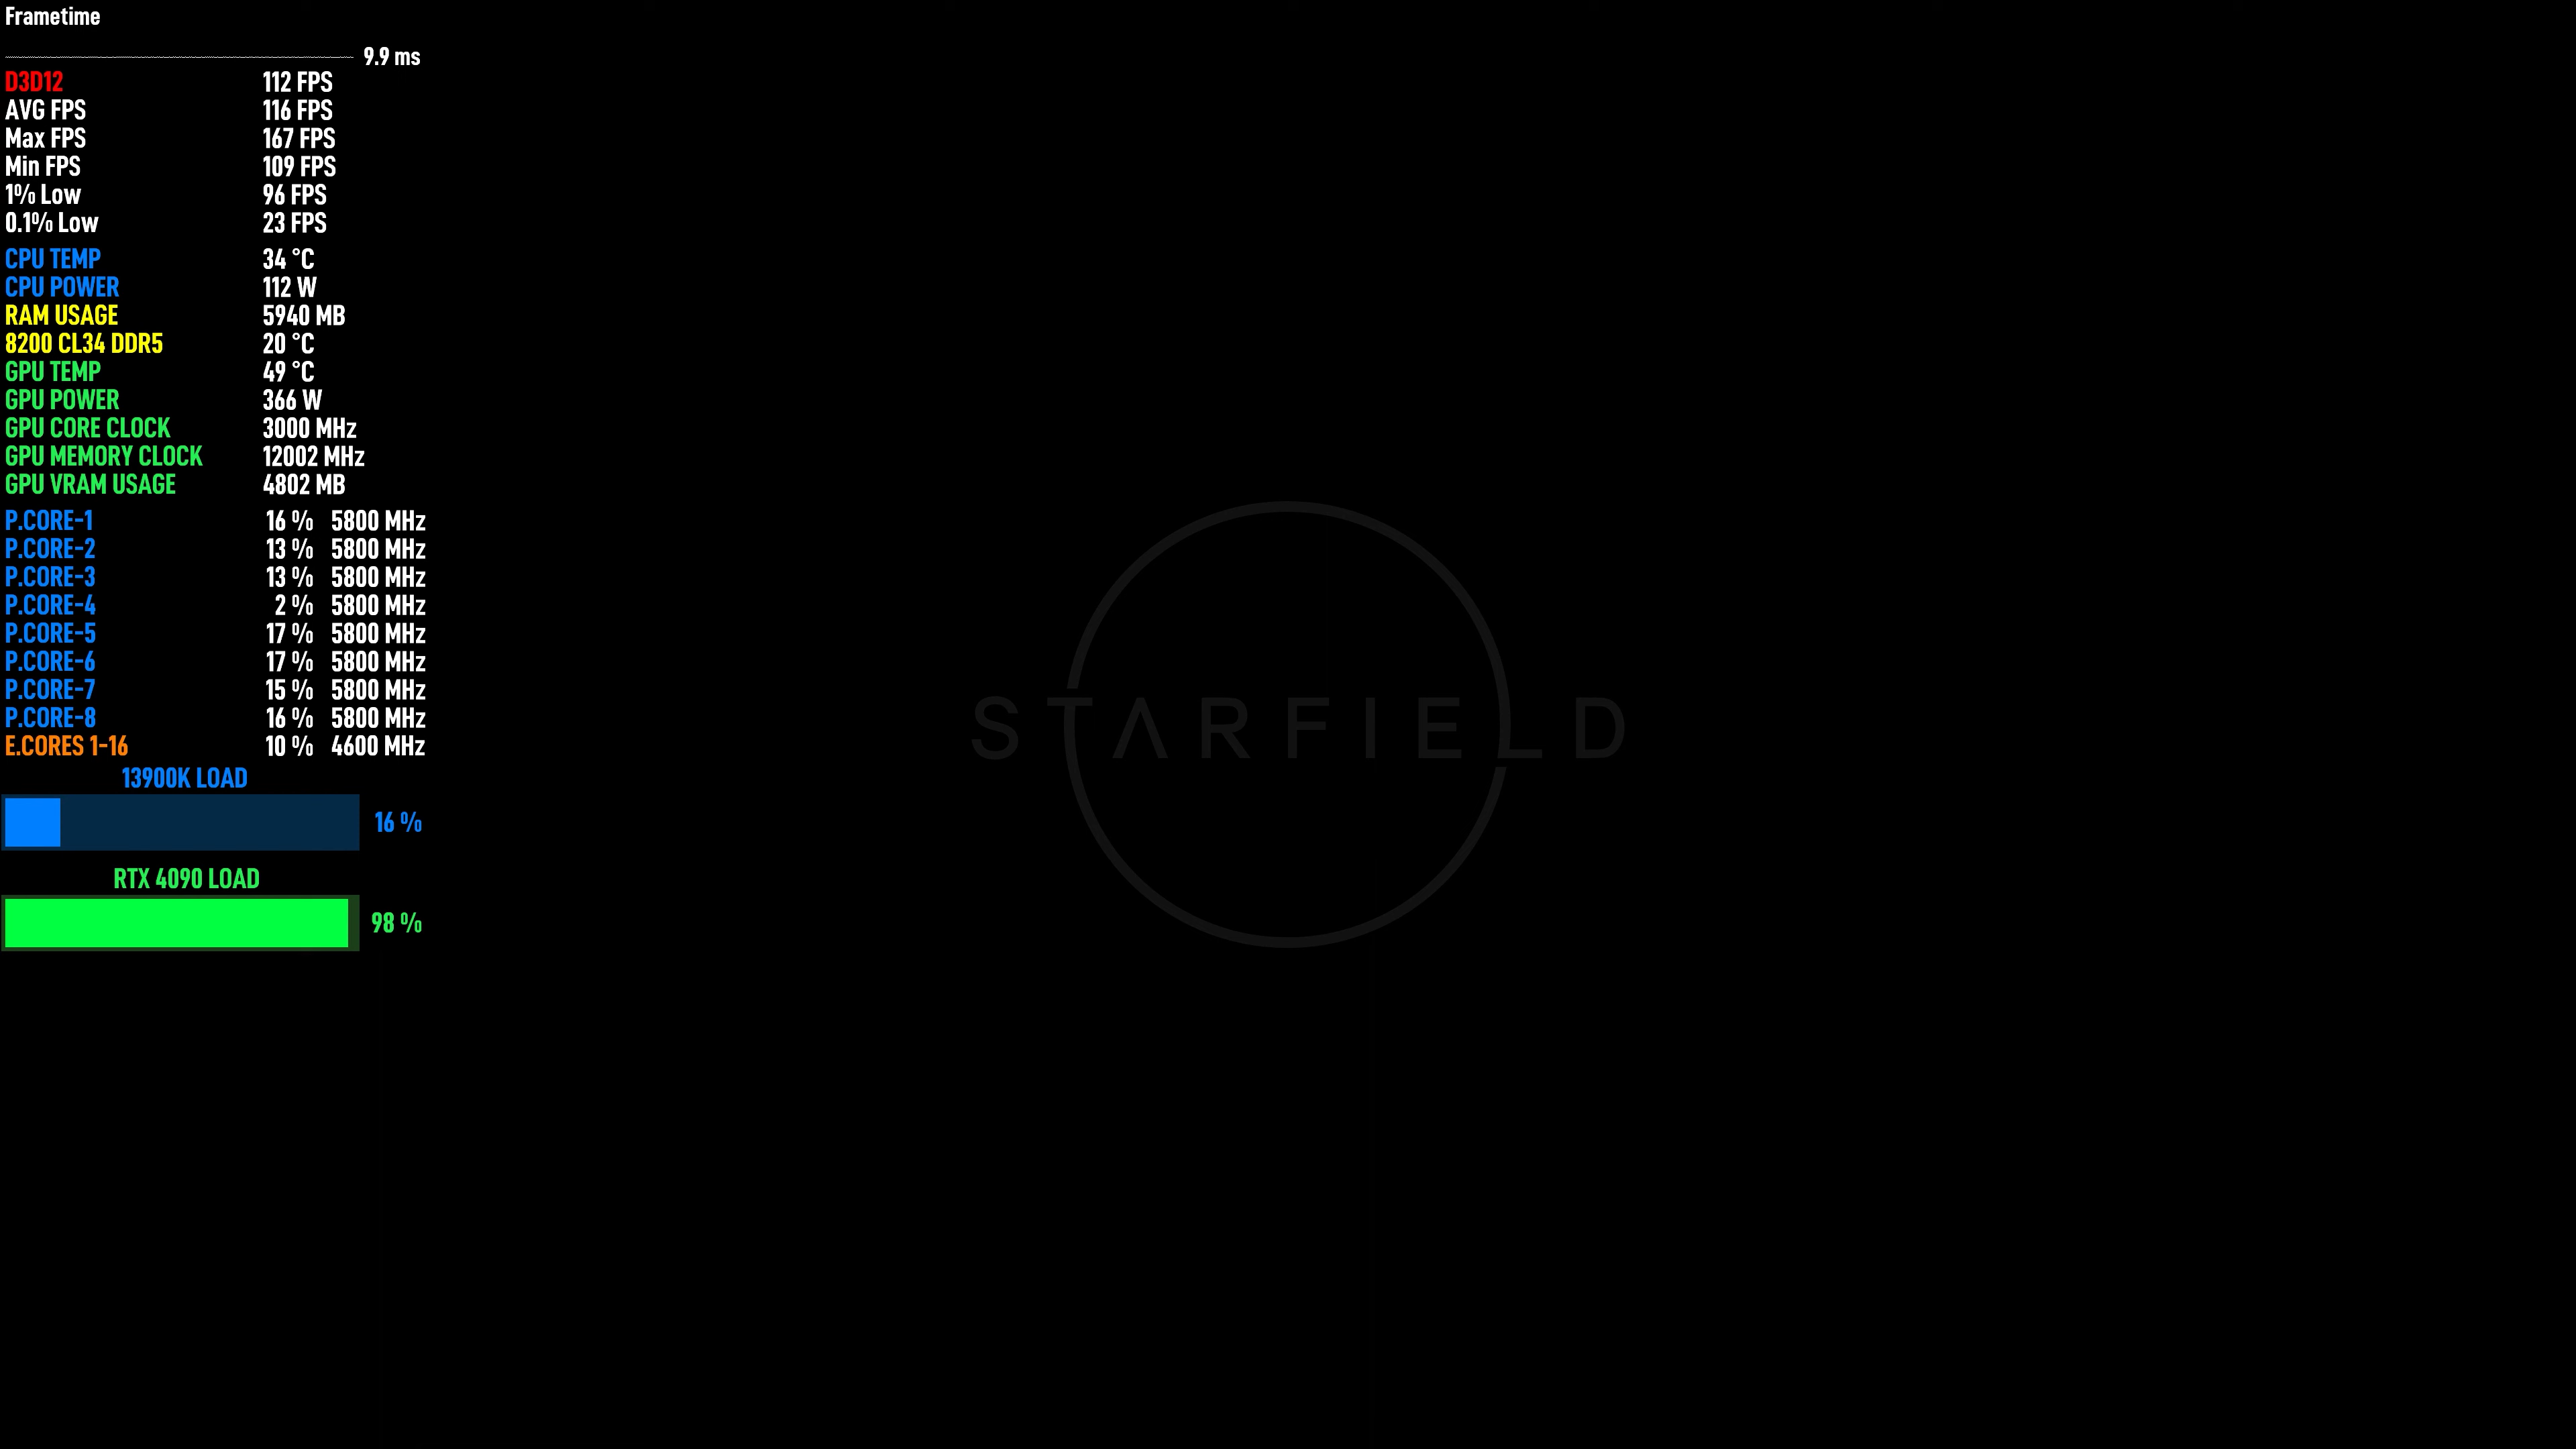 Frametime
9.9 ms
D3D12 112 FPS
AVG FPS 116 FPS
Max FPS 167 FPS
Min FPS 109 FPS
1% Low 96 FPS
0.1% Low 23 FPS
CPU TEMP 34 °C
CPU POWER 112 W
RAM USAGE 5940 MB
8200 CL34 DDR5 20 °C
GPU TEMP 49 °C
GPU POWER 366 W
GPU CORE CLOCK 3000 MHz
GPU MEMORY CLOCK 12002 MHz
GPU VRAM USAGE 4802 MB
P.CORE-1 16 % 5800 MHz
P.CORE-2 13 % 5800 MHz
P.CORE-3 13 % 5800 MHz
P.CORE-4 2 % 5800 MHz
P.CORE-5 17 % 5800 MHz
P.CORE-6 17 % 5800 MHz
P.CORE-7 15 % 5800 MHz
P.CORE-8 16 % 5800 MHz
E.CORES 1-16 10 % 4600 MHz
13900K LOAD
16 %
RTX 4090 LOAD
98 %
STARFIELD